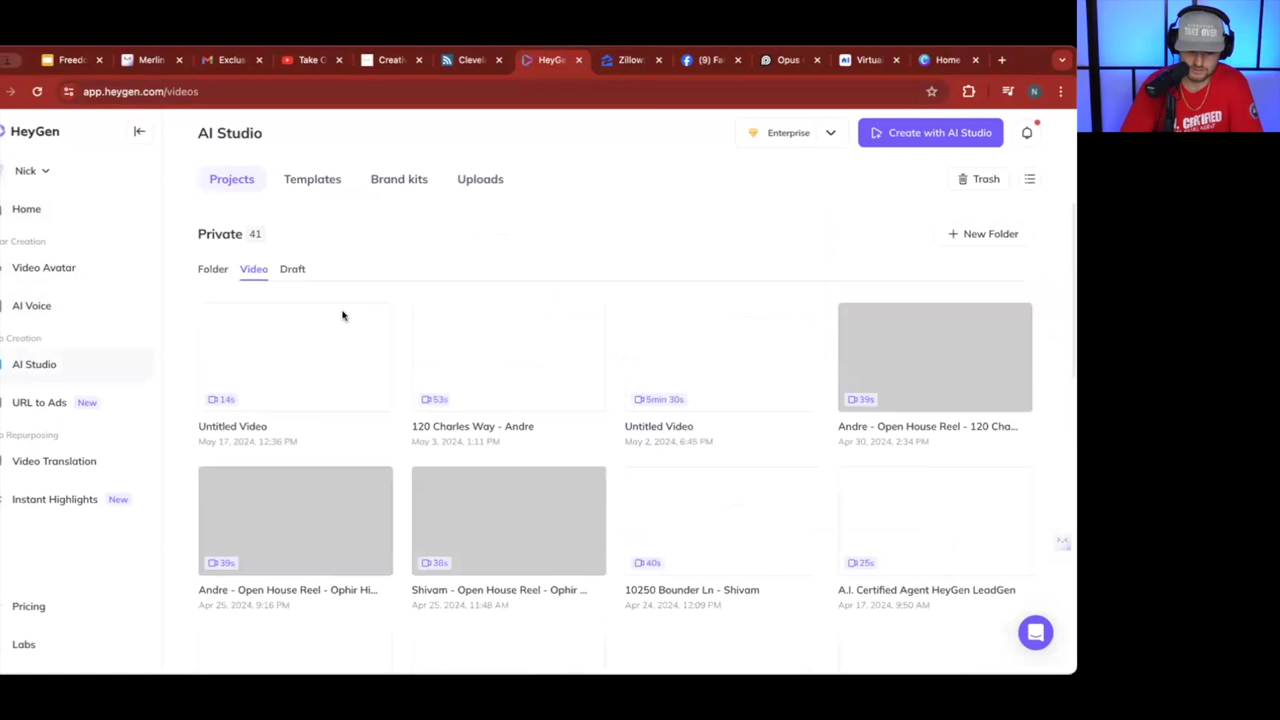 Freedo
Merlin
Exclus
Take C
Creativ
Clevel
HeyGe
Zillow
(9) Fa
Opus
Virtual
Home
app.heygen.com/videos
N
HeyGen
AI Studio
Enterprise
Create with AI Studio
Nick
Projects
Templates
Brand kits
Uploads
Trash
Home
Private 41
New Folder
ar Creation
Video Avatar
Folder
Video
Draft
AI Voice
o Creation
AI Studio
URL to Ads New
o Repurposing
Video Translation
Instant Highlights New
Pricing
Labs
14s
53s
5min 30s
39s
Untitled Video
120 Charles Way - Andre
Untitled Video
Andre - Open House Reel - 120 Cha...
May 17, 2024, 12:36 PM
May 3, 2024, 1:11 PM
May 2, 2024, 6:45 PM
Apr 30, 2024, 2:34 PM
39s
38s
40s
25s
Andre - Open House Reel - Ophir Hi...
Shivam - Open House Reel - Ophir ...
10250 Bounder Ln - Shivam
A.I. Certified Agent HeyGen LeadGen
Apr 25, 2024, 9:16 PM
Apr 25, 2024, 11:48 AM
Apr 24, 2024, 12:09 PM
Apr 17, 2024, 9:50 AM
TAKE OVER